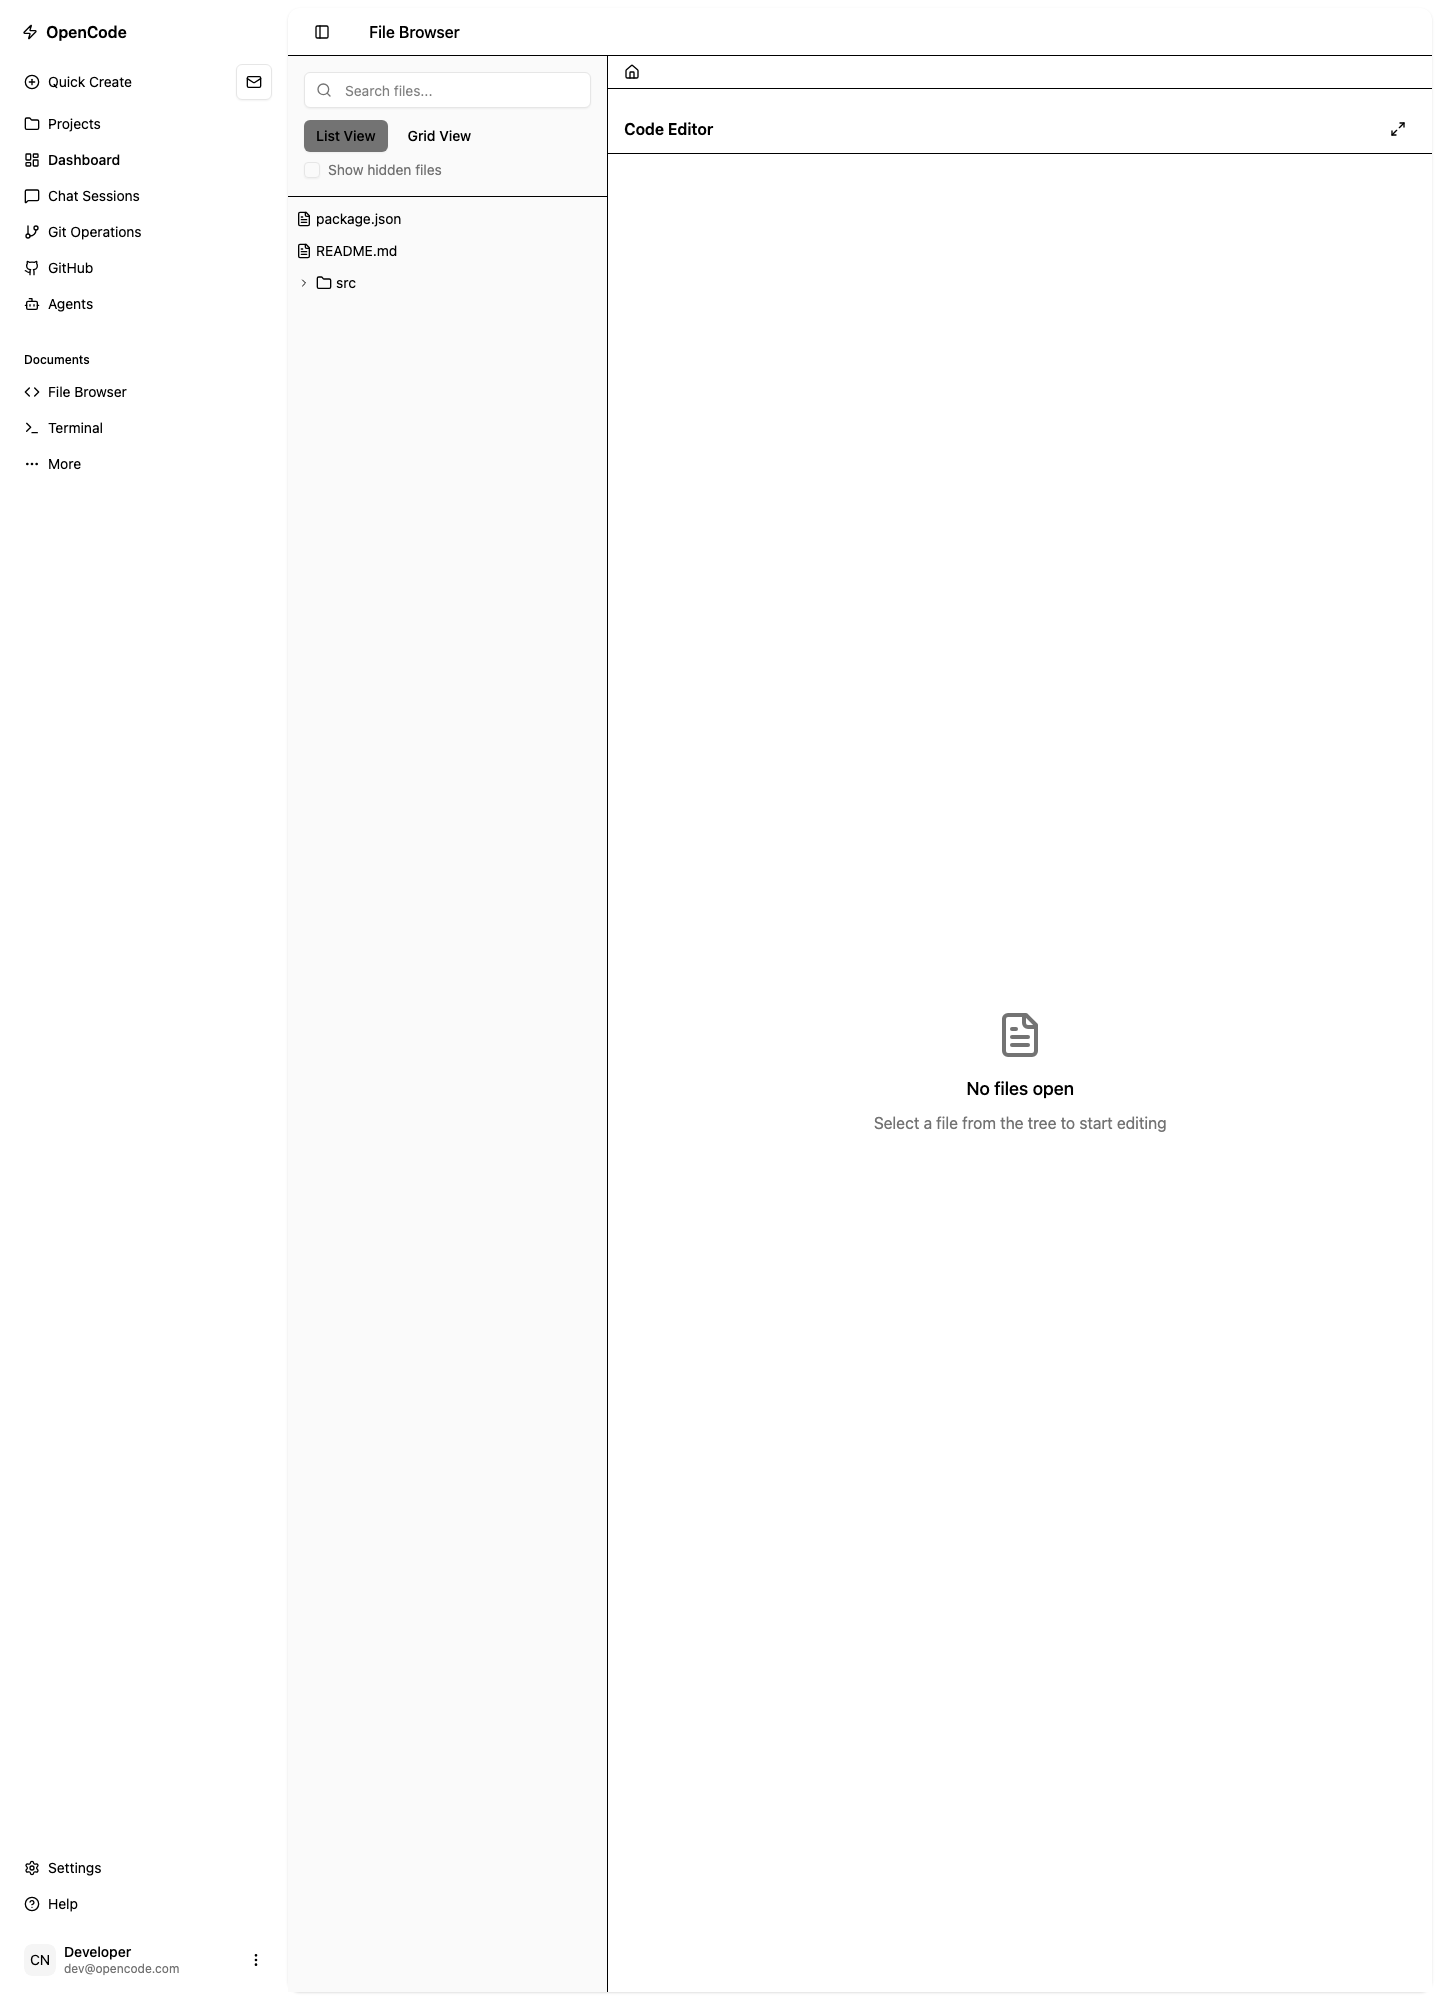 OpenCode
Quick Create
Projects
Dashboard
Chat Sessions
Git Operations
GitHub
Agents
Documents
File Browser
Terminal
More
Settings
Help
CN
Developer
dev@opencode.com
File Browser
Search files...
List View
Grid View
Show hidden files
package.json
README.md
src
Code Editor
No files open
Select a file from the tree to start editing